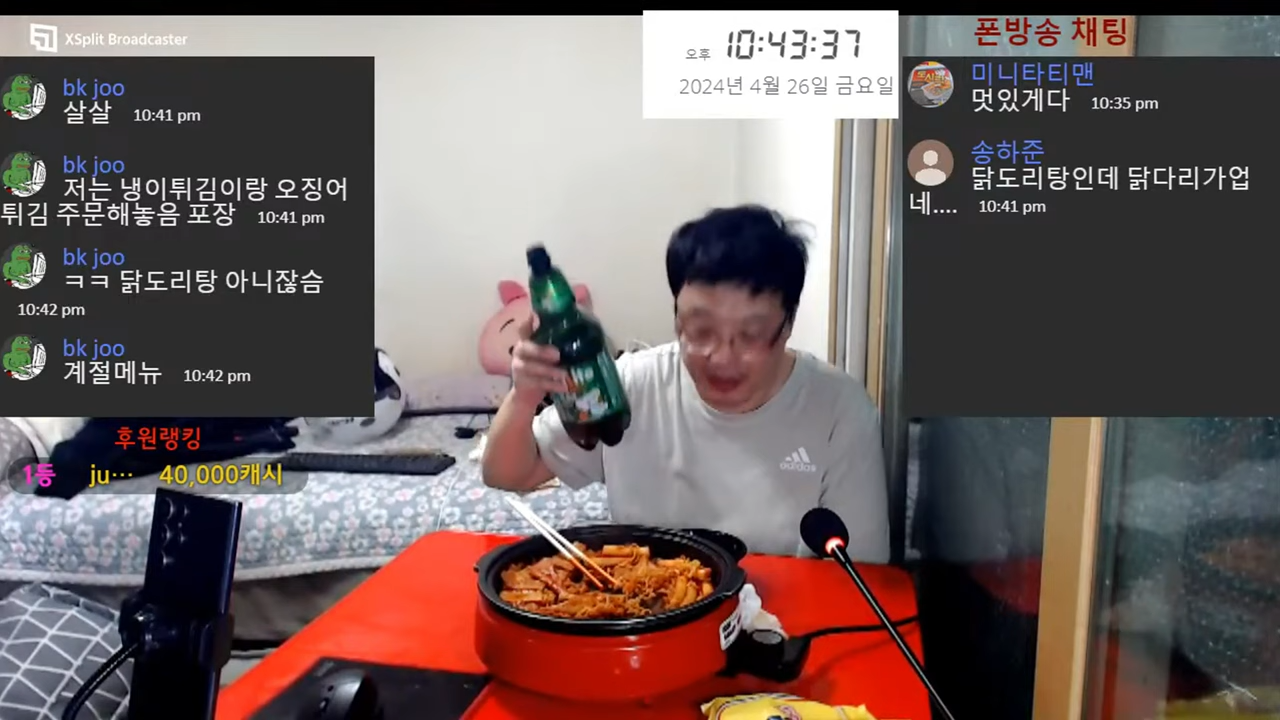 XSplit Broadcaster
오후 10:43:37
2024년 4월 26일 금요일
폰방송 채팅
bk joo
살살 10:41 pm
bk joo
저는 냉이튀김이랑 오징어
튀김 주문해놓음 포장 10:41 pm
bk joo
ㅋㅋ 닭도리탕 아니잖슴
10:42 pm
bk joo
계절메뉴 10:42 pm
미니타티맨
멋있게다 10:35 pm
송하준
닭도리탕인데 닭다리가업
네.... 10:41 pm
후원랭킹
1등 ju… 40,000캐시
adidas